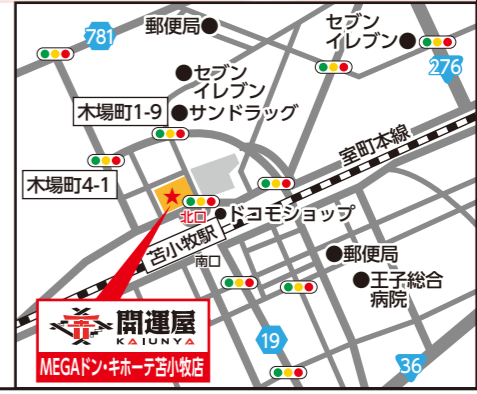 781
郵便局
セブン
イレブン
276
セブン
イレブン
木場町1-9
サンドラッグ
室町本線
木場町4-1
北口
ドコモショップ
苫小牧駅
南口
郵便局
王子総合
病院
開運屋
KAIUNYA
MEGAドン・キホーテ苫小牧店
19
36